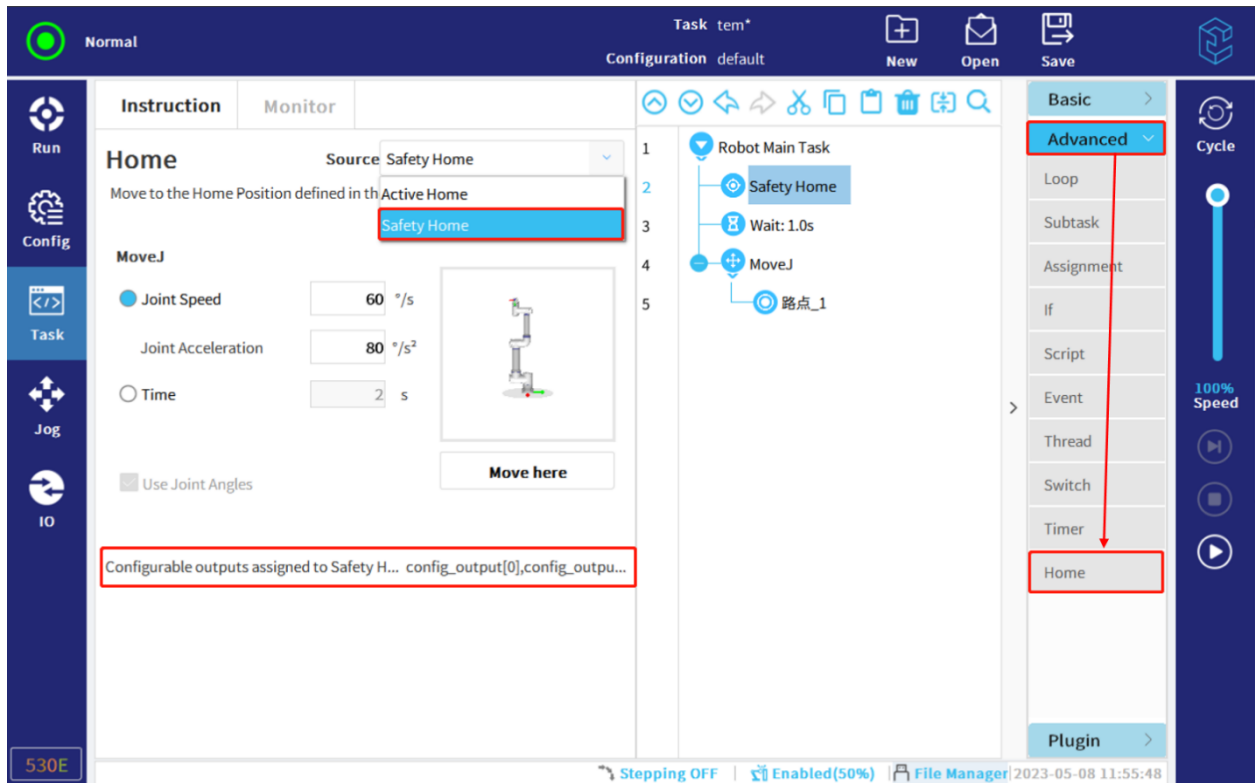 Normal
Task tem*
Configuration default
New
Open
Save
Run
Config
Task
Jog
IO
530E
Instruction
Monitor
Home
Source Safety Home
Move to the Home Position defined in th
Active Home
Safety Home
MoveJ
Joint Speed 60 °/s
Joint Acceleration 80 °/s²
Time 2 s
Use Joint Angles
Move here
Configurable outputs assigned to Safety H... config_output[0],config_outpu...
1 Robot Main Task
2 Safety Home
3 Wait: 1.0s
4 MoveJ
5 路点_1
Basic
Advanced
Loop
Subtask
Assignment
If
Script
Event
Thread
Switch
Timer
Home
Plugin
Cycle
100%
Speed
Stepping OFF | Enabled(50%) | File Manager 2023-05-08 11:55:48